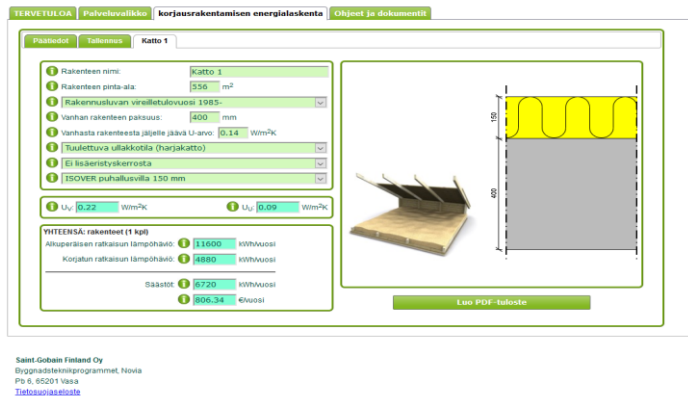 TERVETULOA Palveluvalikko korjausrakentamisen energialaskenta Ohjeet ja dokumentit
Päätiedot Tallennus Katto 1
Rakenteen nimi: Katto 1
Rakenteen pinta-ala: 556 m²
Rakennusluvan vireilletulovuosi 1985-
Vanhan rakenteen paksuus: 400 mm
Vanhasta rakenteesta jäljelle jäävä U-arvo: 0.14 W/m²K
Tuulettuva ullakkotila (harjakatto)
Ei lisäeristyskerrosta
ISOVER puhallusvilla 150 mm
150
400
Uv: 0.22 W/m²K Uu: 0.09 W/m²K
YHTEENSÄ: rakenteet (1 kpl)
Alkuperäisen ratkaisun lämpöhäviö: 11600 kWh/vuosi
Korjatun ratkaisun lämpöhäviö: 4880 kWh/vuosi
Säästöt: 6720 kWh/vuosi
806.34 €/vuosi
Luo PDF-tuloste
Saint-Gobain Finland Oy
Byggnadsteknikprogrammet, Novia
Pb 6, 65201 Vasa
Tietosuojaseloste